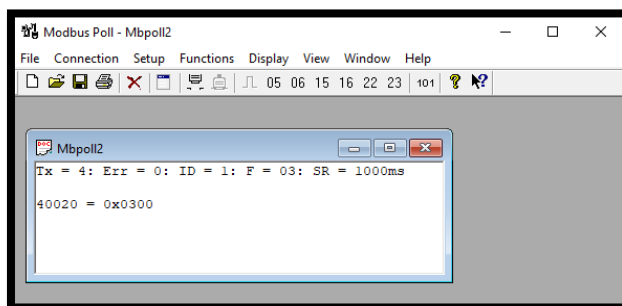 Modbus Poll - Mbpoll2
File Connection Setup Functions Display View Window Help
05 06 15 16 22 23 101
Mbpoll2
Tx = 4: Err = 0: ID = 1: F = 03: SR = 1000ms
40020 = 0x0300